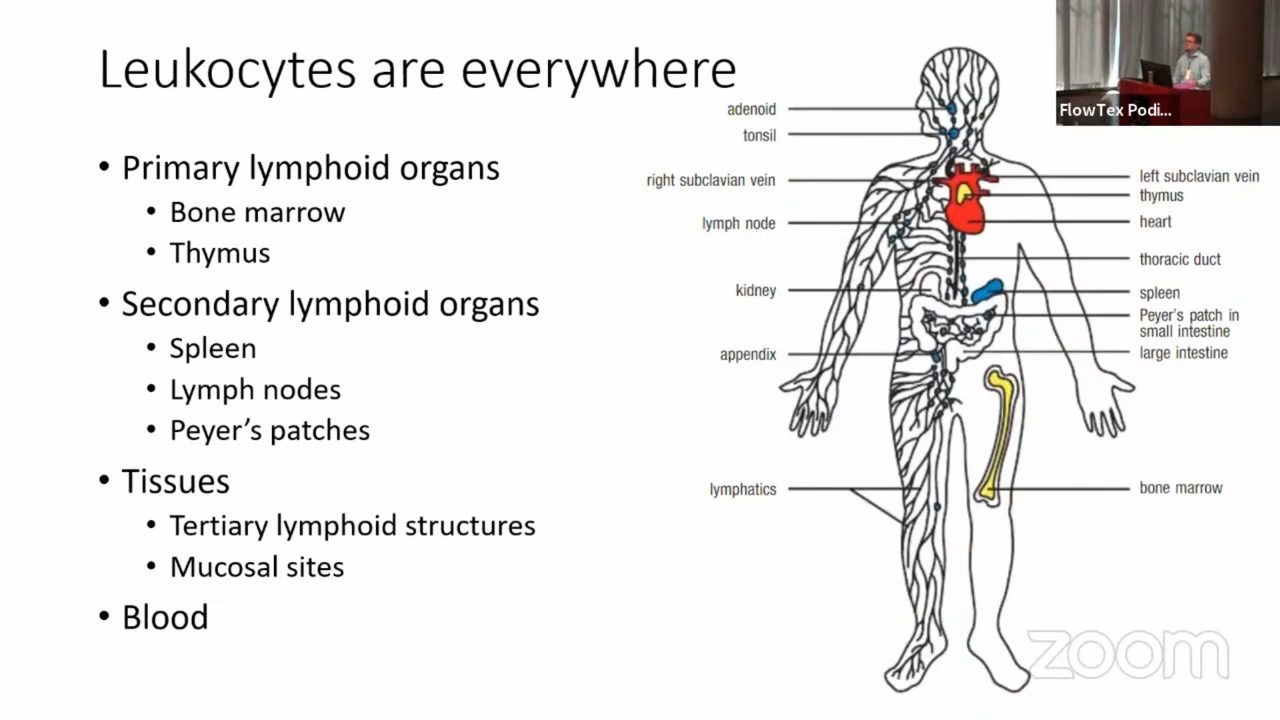 Leukocytes are everywhere
• Primary lymphoid organs
• Bone marrow
• Thymus
• Secondary lymphoid organs
• Spleen
• Lymph nodes
• Peyer's patches
• Tissues
• Tertiary lymphoid structures
• Mucosal sites
• Blood
adenoid
tonsil
right subclavian vein
lymph node
kidney
appendix
lymphatics
left subclavian vein
thymus
heart
thoracic duct
spleen
Peyer's patch in
small intestine
large intestine
bone marrow
FlowTex Podi...
zoom